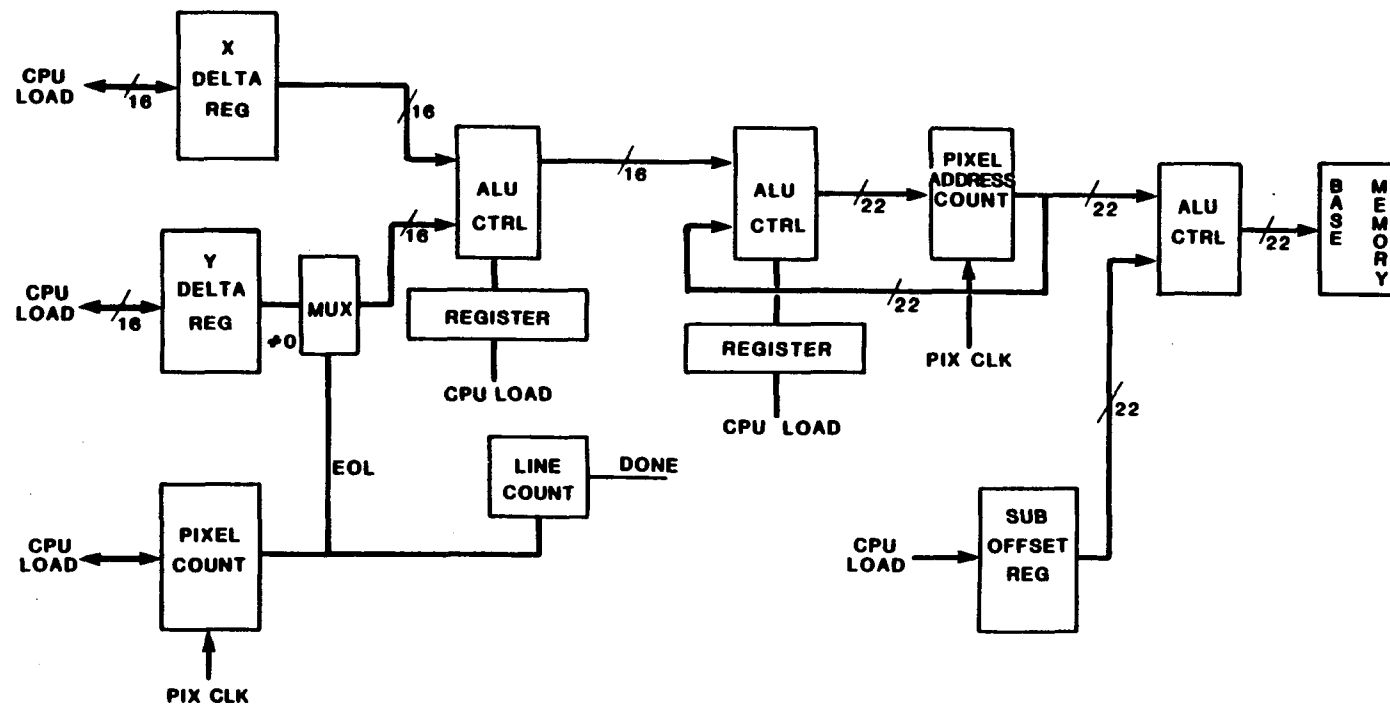 X
DELTA
REG
CPU
LOAD
16
16
ALU
CTRL
16
ALU
CTRL
22
PIXEL
ADDRESS
COUNT
22
ALU
CTRL
22
BASE
MEMORY
16
Y
DELTA
REG
CPU
LOAD
16
≠0
MUX
REGISTER
CPU LOAD
22
REGISTER
CPU LOAD
PIX CLK
22
EOL
LINE
COUNT
DONE
PIXEL
COUNT
CPU
LOAD
PIX CLK
CPU
LOAD
SUB
OFFSET
REG